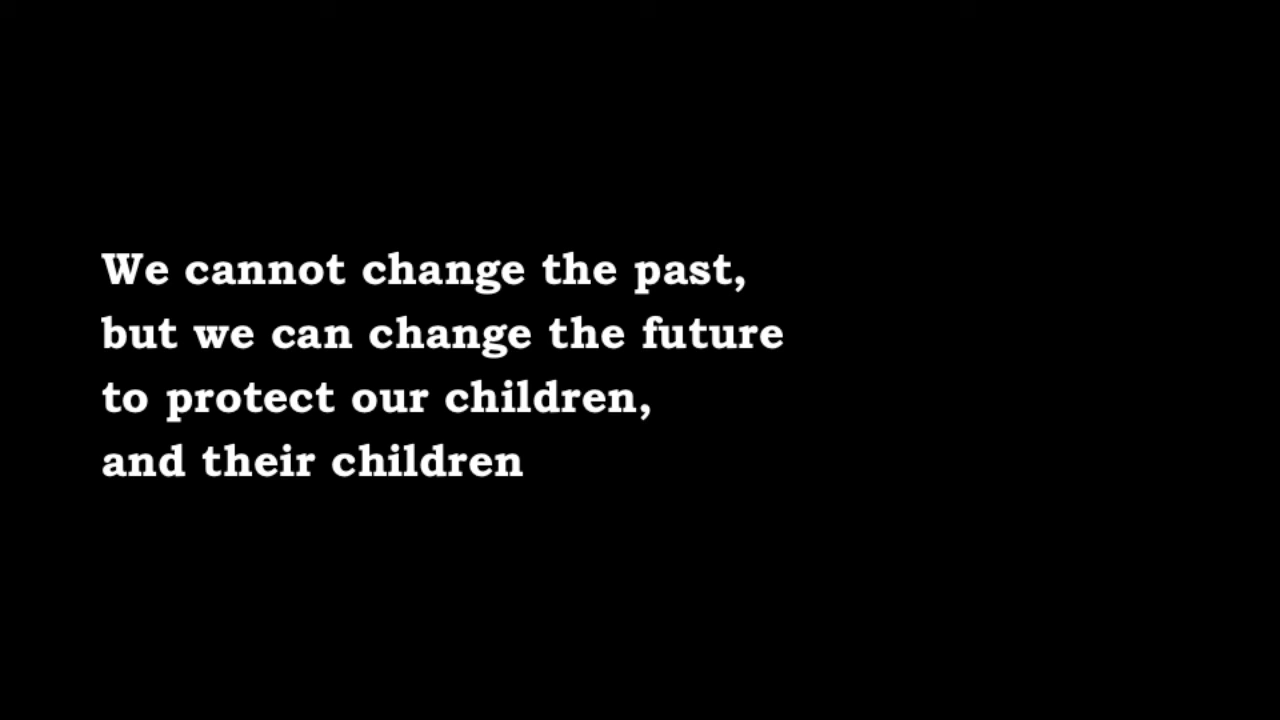 We cannot change the past,
but we can change the future
to protect our children,
and their children